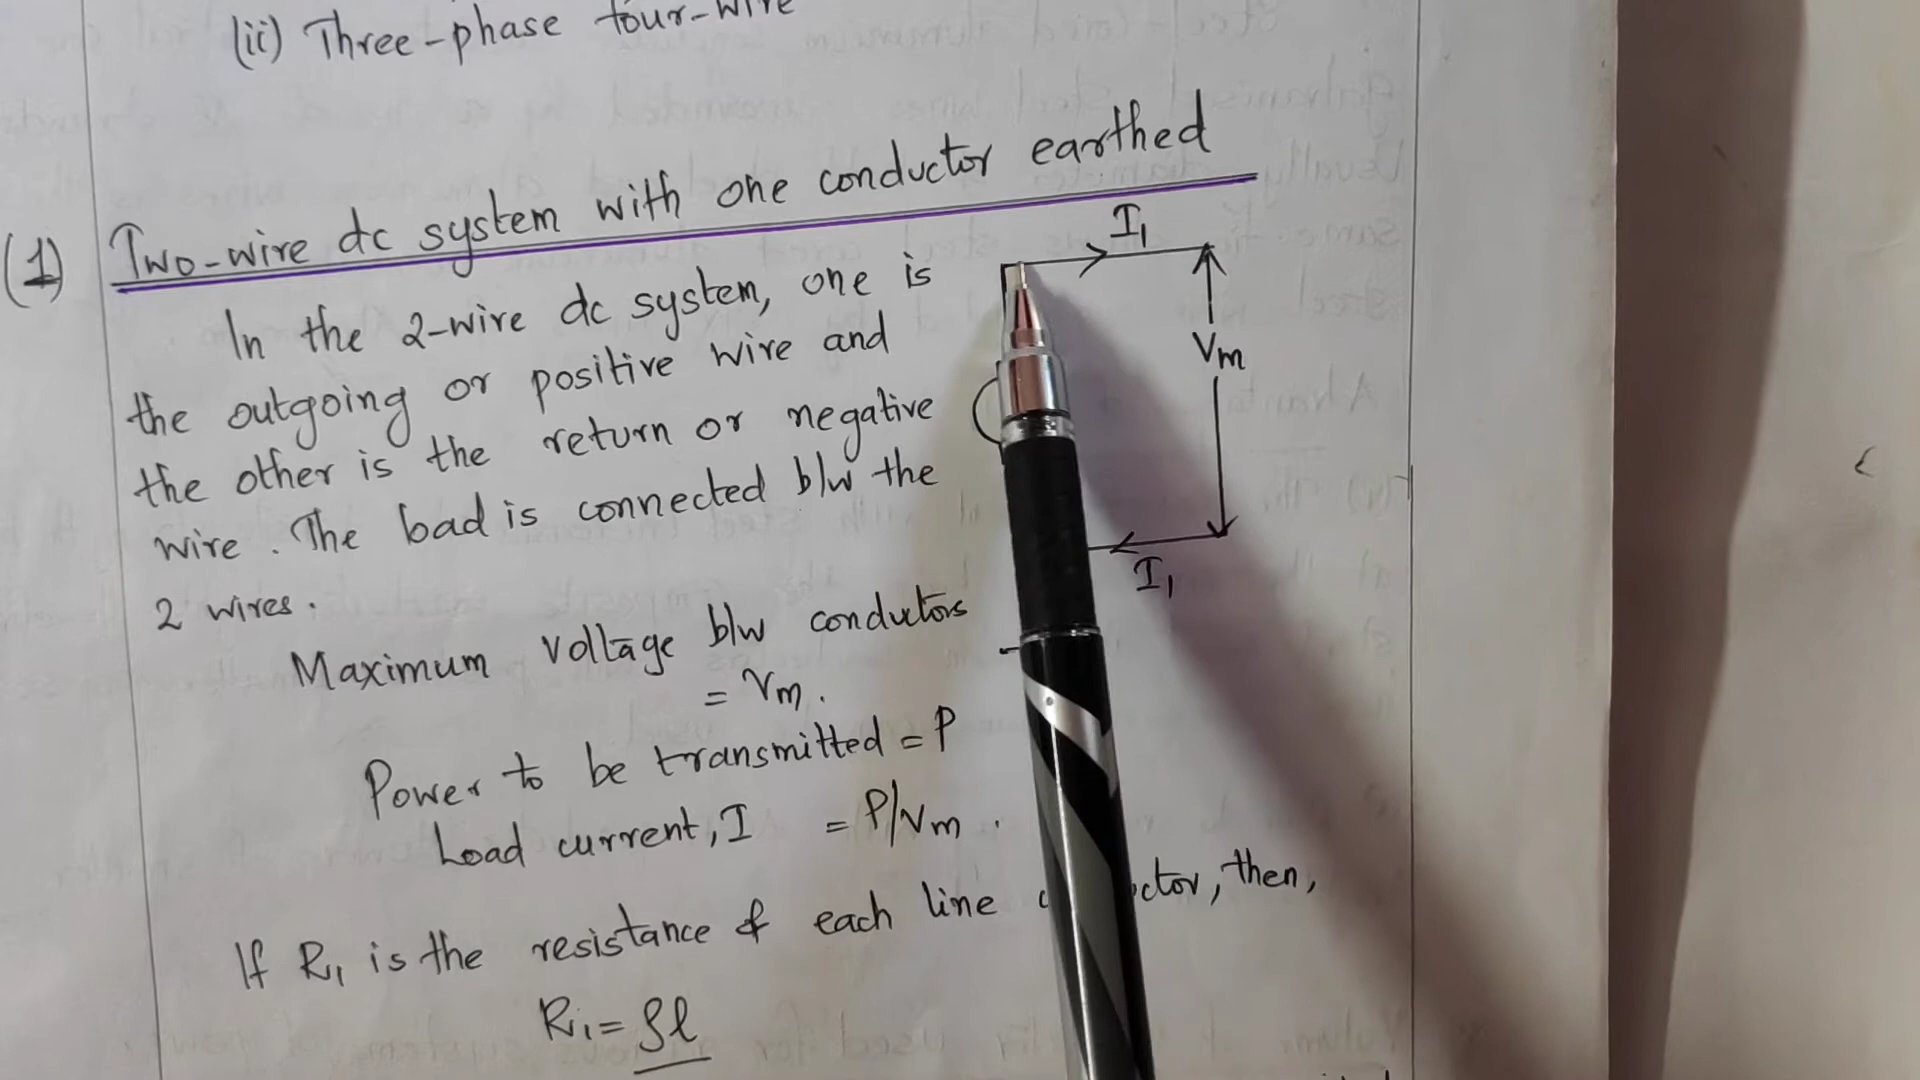 (ii) Three-phase four-wire
(1) Two-wire dc system with one conductor earthed
In the 2-wire dc system, one is
the outgoing or positive wire and
the other is the return or negative
wire. The load is connected b/w the
2 wires.
I1
Vm
I1
Maximum voltage b/w conductors
= Vm.
Power to be transmitted = P
Load current, I = P/Vm.
If R1 is the resistance of each line then,
R1 = ρl